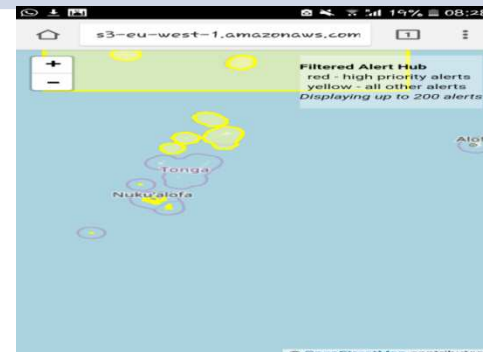 19% 08:28
s3-eu-west-1.amazonaws.com 1
+
−
Filtered Alert Hub
red - high priority alerts
yellow - all other alerts
Displaying up to 200 alerts
Alof
Tonga
Nuku'alofa